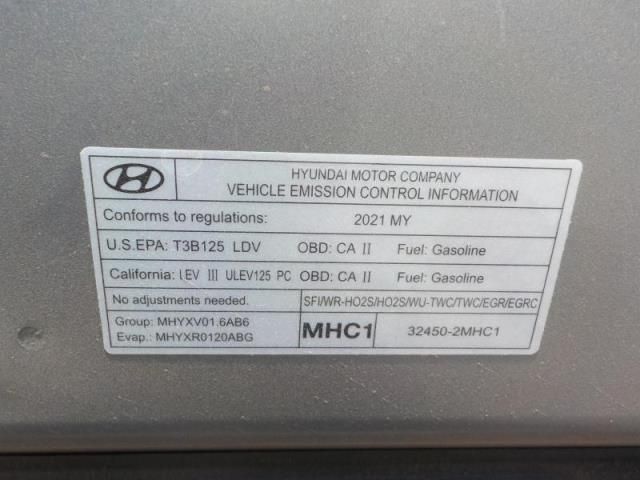 HYUNDAI MOTOR COMPANY
VEHICLE EMISSION CONTROL INFORMATION
Conforms to regulations: 2021 MY
U.S.EPA: T3B125 LDV OBD: CA II Fuel: Gasoline
California: LEV III ULEV125 PC OBD: CA II Fuel: Gasoline
No adjustments needed. SFI/WR-HO2S/HO2S/WU-TWC/TWC/EGR/EGRC
Group: MHYXV01.6AB6
Evap.: MHYXR0120ABG
MHC1 32450-2MHC1